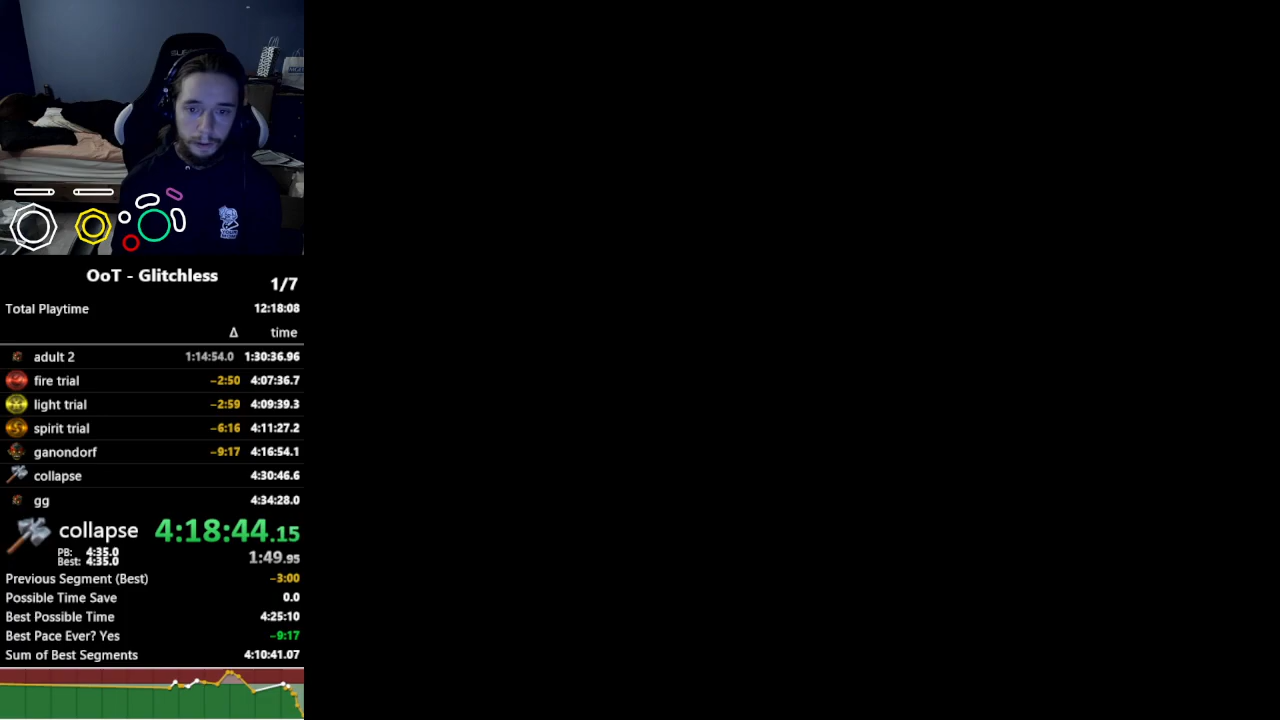 OoT - Glitchless
1/7
Total Playtime 12:18:08
Δ time
adult 2 1:14:54.0 1:30:36.96
fire trial −2:50 4:07:36.7
light trial −2:59 4:09:39.3
spirit trial −6:16 4:11:27.2
ganondorf −9:17 4:16:54.1
collapse 4:30:46.6
gg 4:34:28.0
collapse 4:18:44.15
PB: 4:35.0
Best: 4:35.0
1:49.95
Previous Segment (Best) −3:00
Possible Time Save 0.0
Best Possible Time 4:25:10
Best Pace Ever? Yes −9:17
Sum of Best Segments 4:10:41.07